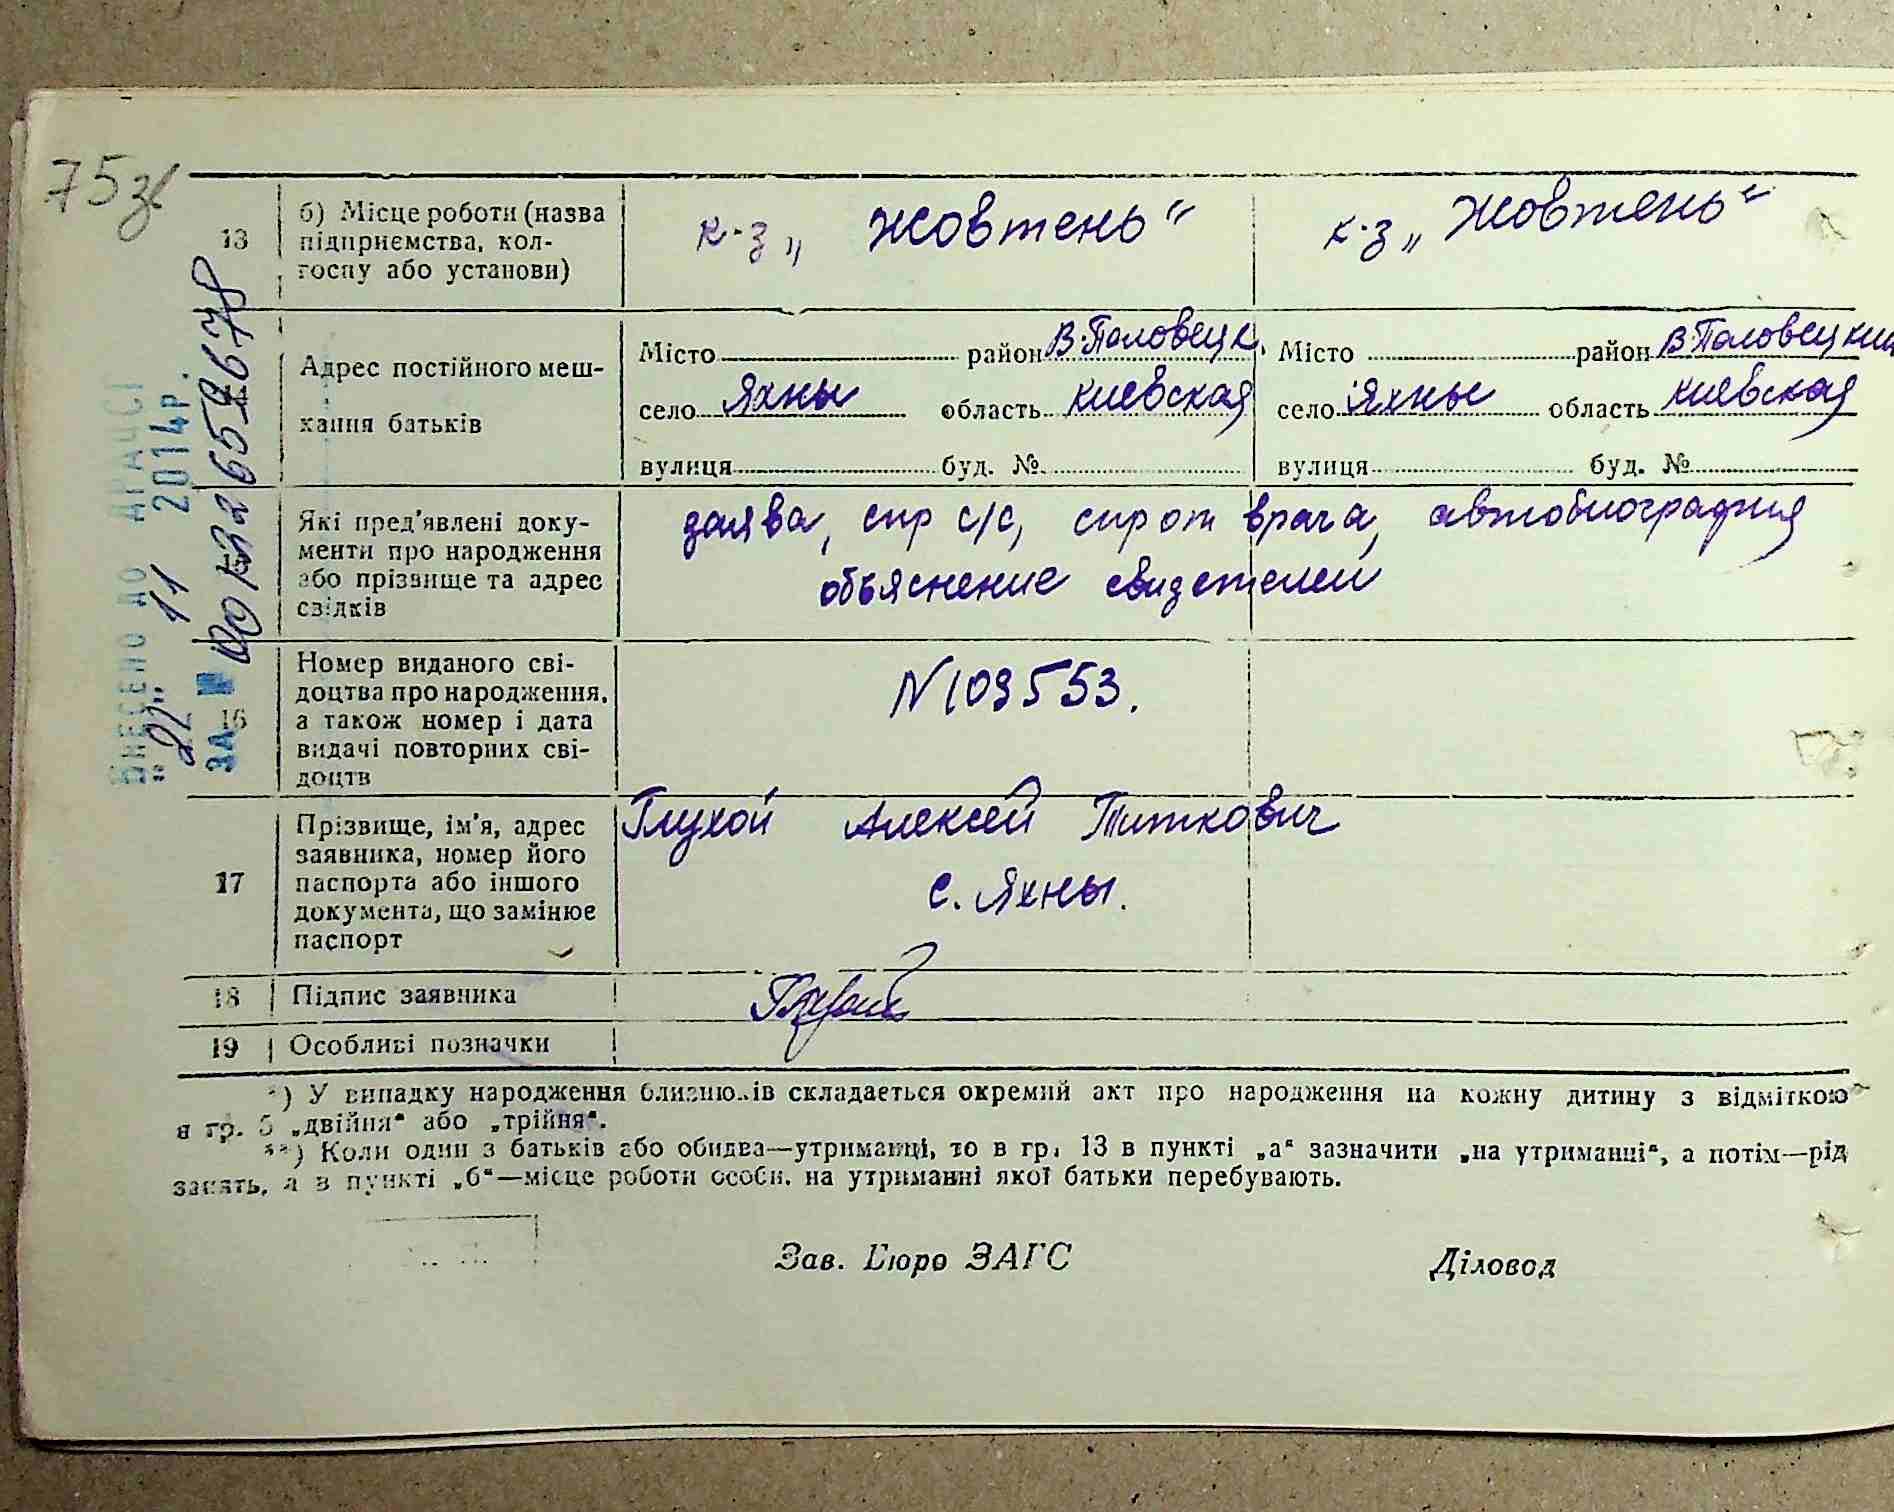 75 зв
13
б) Місце роботи (назва
підприємства, кол-
госпу або установи)
к-з „Жовтень“
к-з „Жовтень“
Адрес постійного меш-
кання батьків
Місто район В-Половецк.
село Яхны область Киевская
вулиця буд. №
Місто район В-Половецкий
село Яхны область Киевская
вулиця буд. №
Які пред'явлені доку-
менти про народження
або прізвище та адрес
свідків
заява, спр с/с, спр от врача, автобиография
объяснение свидетелей
16
Номер виданого сві-
доцтва про народження,
а також номер і дата
видачі повторних сві-
доцтв
N 109553.
17
Прізвище, ім'я, адрес
заявника, номер його
паспорта або іншого
документа, що замінює
паспорт
Глухой Алексей Титкович
с. Яхны.
18
Підпис заявника
19
Особливі позначки
*) У випадку народження близнюків складається окремий акт про народження на кожну дитину з відміткою
в гр. 5 „двійня“ або „трійня“.
**) Коли один з батьків або обидва—утриманці, то в гр. 13 в пункті „а“ зазначити „на утриманні“, а потім—рід
занять, а в пункті „б“—місце роботи особи, на утриманні якої батьки перебувають.
Зав. Бюро ЗАГС
Діловод
ВНЕСЕНО ДО ДРАЦСГ
„21“ 11 2014р.
ЗА №